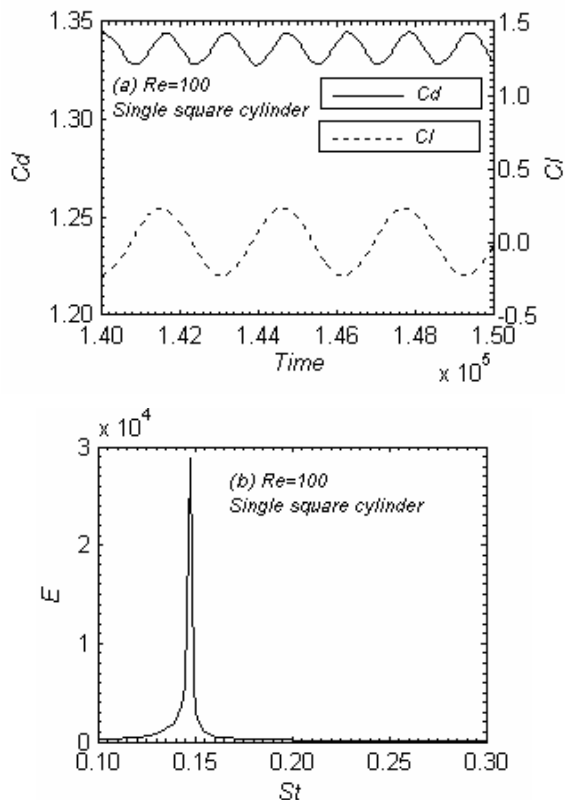 1.35
1.5
(a) Re=100
Single square cylinder
Cd
Cl
1.30
1.0
Cd
0.5
Cl
1.25
0.0
1.20
-0.5
1.40 1.42 1.44 1.46 1.48 1.50
Time
x 10^5
x 10^4
3
(b) Re=100
Single square cylinder
2
E
1
0
0.10 0.15 0.20 0.25 0.30
St